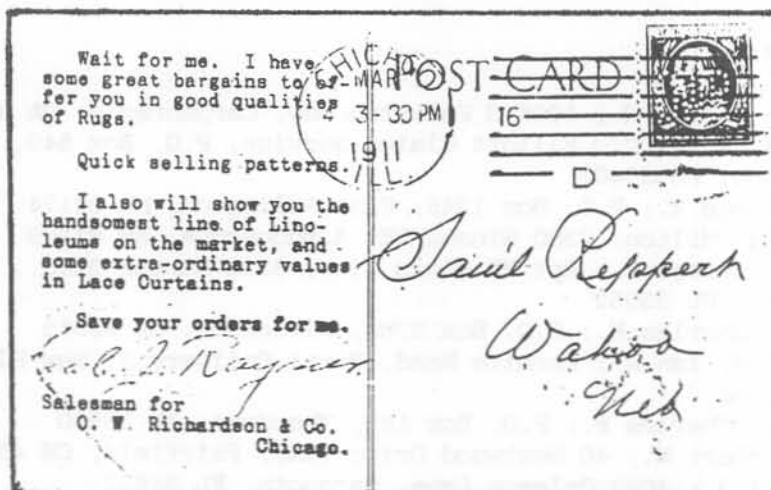 Wait for me. I have
some great bargains to of-
fer you in good qualities
of Rugs.
Quick selling patterns.
I also will show you the
handsomest line of Lino-
leums on the market, and
some extra-ordinary values
in Lace Curtains.
Save your orders for me.
Salesman for
O. W. Richardson & Co.
Chicago.
CHICAGO
MAR 6
4 3 30 PM
1911
ILL
POST CARD
16
D
Saml Reppert
Wahoo
Neb